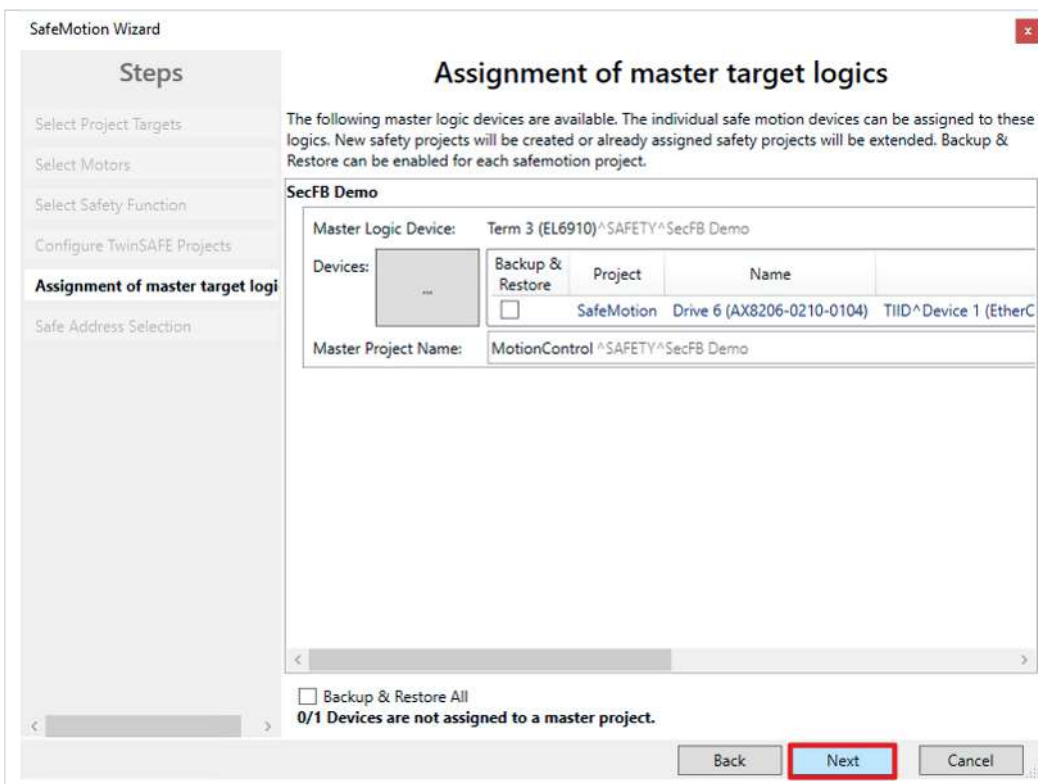 SafeMotion Wizard
x
Steps
Select Project Targets
Select Motors
Select Safety Function
Configure TwinSAFE Projects
Assignment of master target logi
Safe Address Selection
Assignment of master target logics
The following master logic devices are available. The individual safe motion devices can be assigned to these
logics. New safety projects will be created or already assigned safety projects will be extended. Backup &
Restore can be enabled for each safemotion project.
SecFB Demo
Master Logic Device: Term 3 (EL6910)^SAFETY^SecFB Demo
Devices:
...
Backup &
Restore
Project
Name
SafeMotion Drive 6 (AX8206-0210-0104) TIID^Device 1 (EtherC
Master Project Name: MotionControl ^SAFETY^SecFB Demo
Backup & Restore All
0/1 Devices are not assigned to a master project.
Back
Next
Cancel